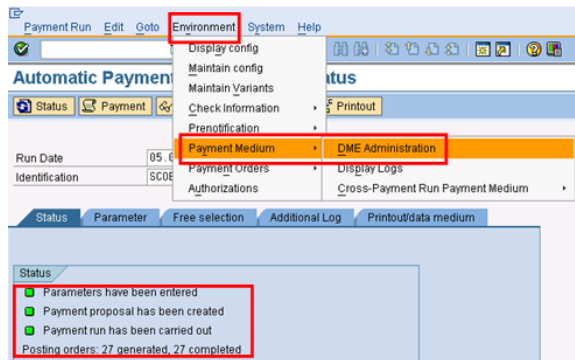 Payment Run Edit Goto Environment System Help
Display config
Maintain config
Maintain Variants
Check Information
Prenotification
Payment Medium
Payment Orders
Authorizations
DME Administration
Display Logs
Cross-Payment Run Payment Medium
Automatic Payment
Status Payment Printout
Run Date 05.
Identification
Status Parameter Free selection Additional Log Printout/data medium
Status
Parameters have been entered
Payment proposal has been created
Payment run has been carried out
Posting orders: 27 generated, 27 completed